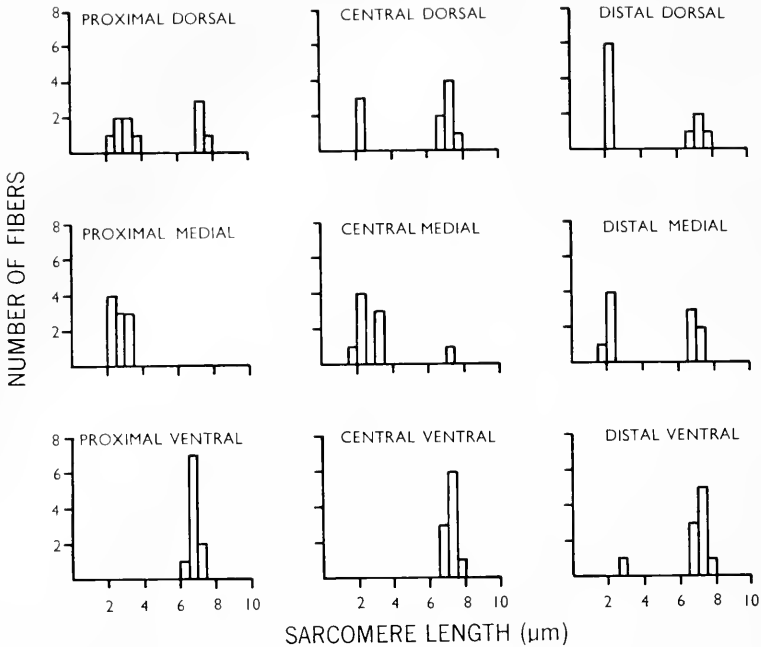 PROXIMAL DORSAL
CENTRAL DORSAL
DISTAL DORSAL
8
6
4
2
PROXIMAL MEDIAL
CENTRAL MEDIAL
DISTAL MEDIAL
8
6
4
2
PROXIMAL VENTRAL
CENTRAL VENTRAL
DISTAL VENTRAL
8
6
4
2
2 4 6 8 10
2 4 6 8 10
2 4 6 8 10
NUMBER OF FIBERS
SARCOMERE LENGTH (µm)